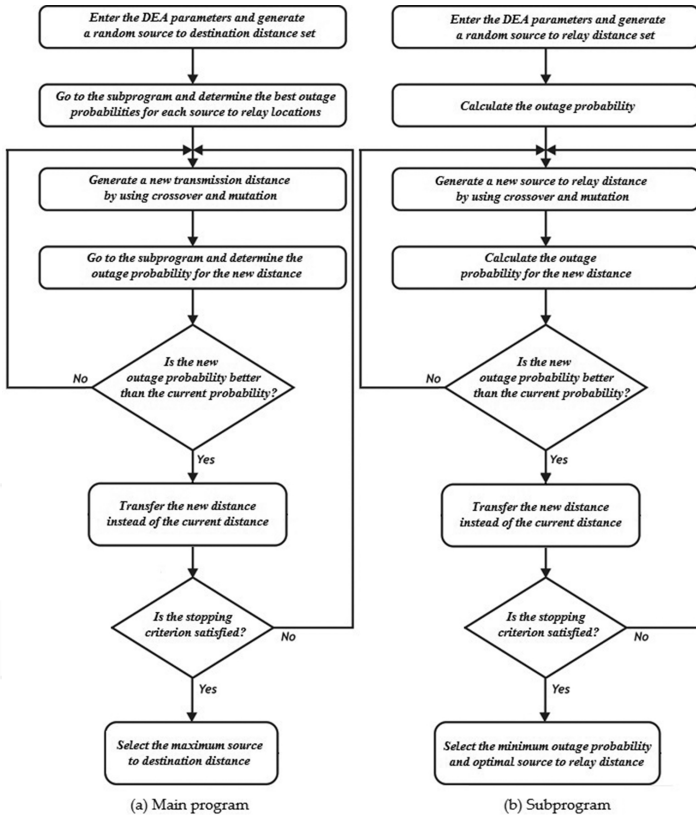 Enter the DEA parameters and generate
a random source to destination distance set
Go to the subprogram and determine the best outage
probabilities for each source to relay locations
Generate a new transmission distance
by using crossover and mutation
Go to the subprogram and determine the
outage probability for the new distance
Is the new
outage probability better
than the current probability?
No
Yes
Transfer the new distance
instead of the current distance
Is the stopping
criterion satisfied?
No
Yes
Select the maximum source
to destination distance
(a) Main program
Enter the DEA parameters and generate
a random source to relay distance set
Calculate the outage probability
Generate a new source to relay distance
by using crossover and mutation
Calculate the outage
probability for the new distance
Is the new
outage probability better
than the current probability?
No
Yes
Transfer the new distance
instead of the current distance
Is the stopping
criterion satisfied?
No
Yes
Select the minimum outage probability
and optimal source to relay distance
(b) Subprogram